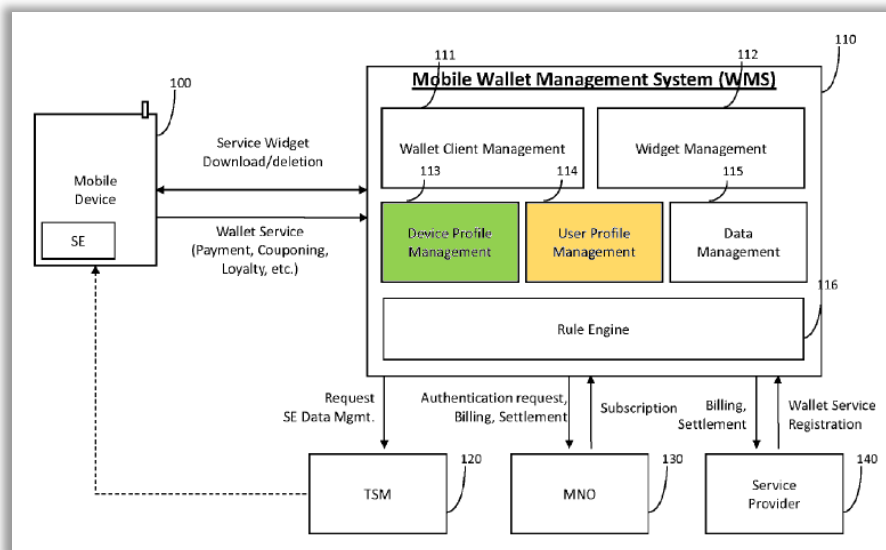 111
112
110
Mobile Wallet Management System (WMS)
100
Wallet Client Management
Widget Management
Service Widget
Download/deletion
113
114
115
Mobile
Device
SE
Wallet Service
(Payment, Couponing,
Loyalty, etc.)
Device Profile
Management
User Profile
Management
Data
Management
116
Rule Engine
Request
SE Data Mgmt.
Authentication request,
Billing, Settlement
Subscription
Billing,
Settlement
Wallet Service
Registration
120
130
140
TSM
MNO
Service
Provider